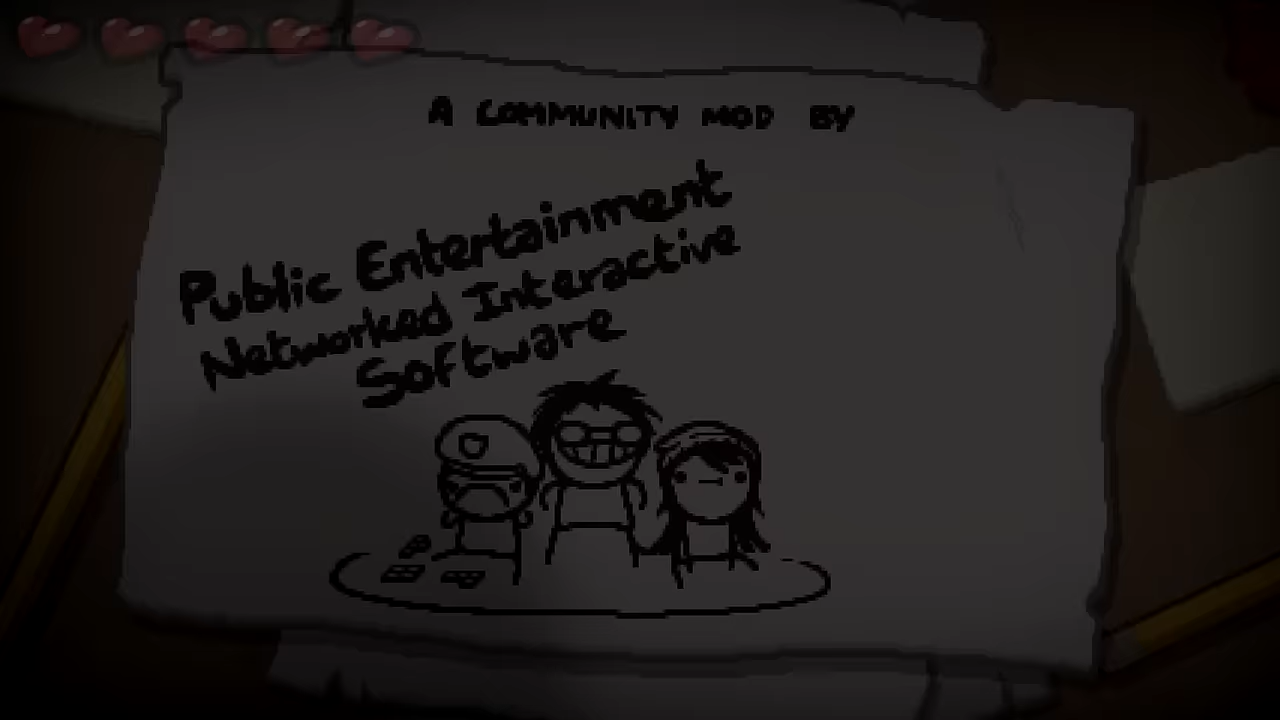 A COMMUNITY MOD BY
Public Entertainment
Networked Interactive
Software